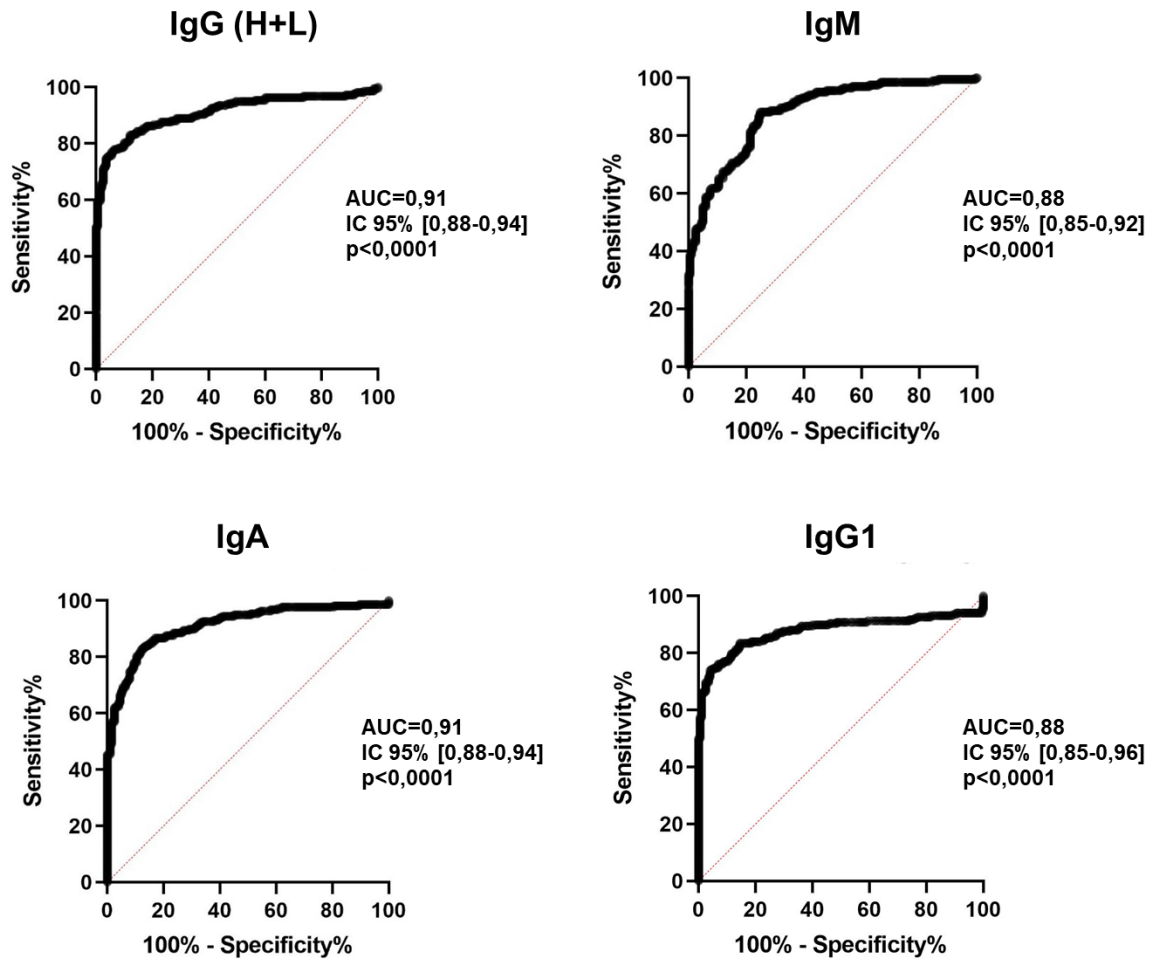 IgG (H+L)
100
80
60
40
20
0
Sensitivity%
AUC=0,91
IC 95% [0,88-0,94]
p<0,0001
0 20 40 60 80 100
100% - Specificity%
IgM
100
80
60
40
20
0
Sensitivity%
AUC=0,88
IC 95% [0,85-0,92]
p<0,0001
0 20 40 60 80 100
100% - Specificity%
IgA
100
80
60
40
20
0
Sensitivity%
AUC=0,91
IC 95% [0,88-0,94]
p<0,0001
0 20 40 60 80 100
100% - Specificity%
IgG1
100
80
60
40
20
0
Sensitivity%
AUC=0,88
IC 95% [0,85-0,96]
p<0,0001
0 20 40 60 80 100
100% - Specificity%